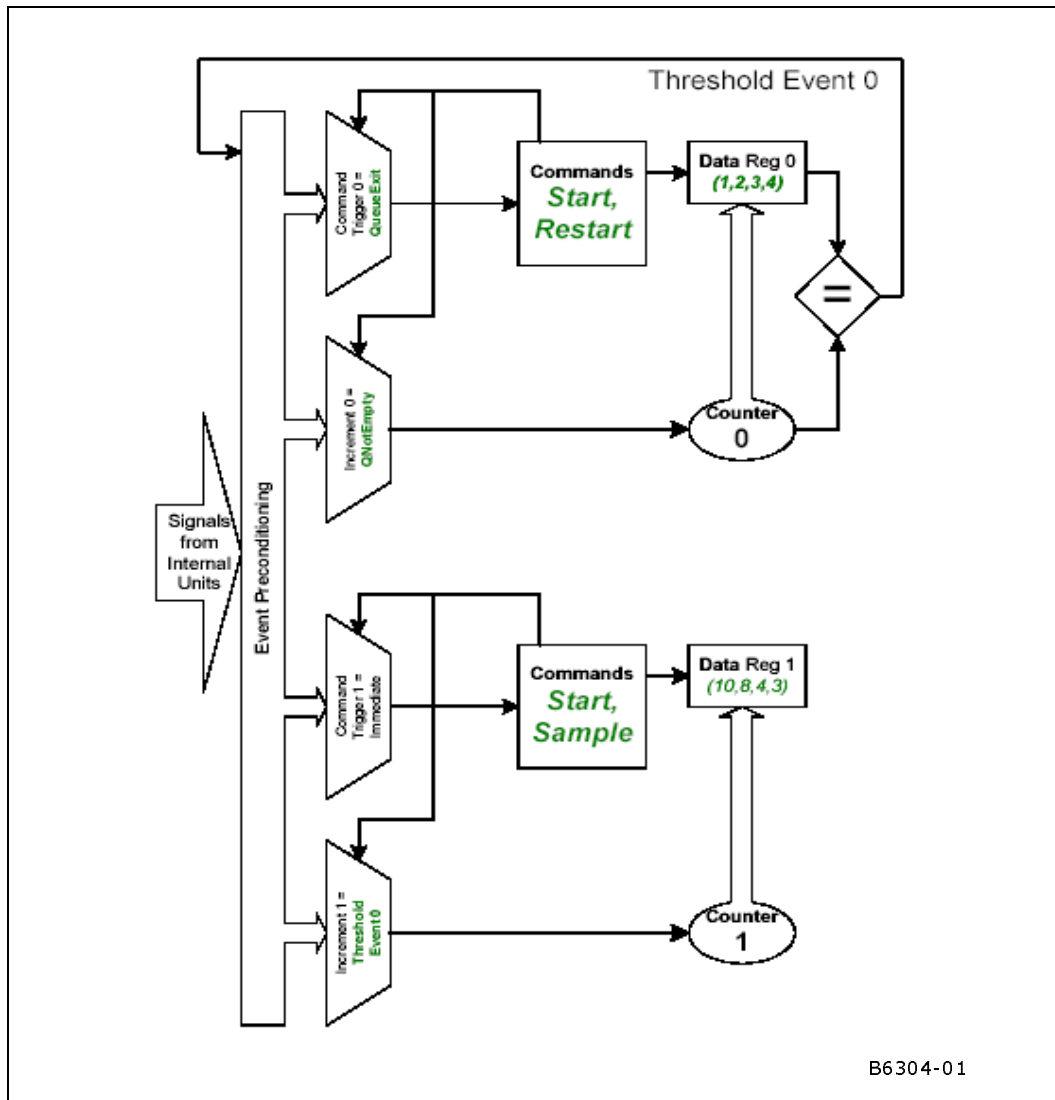 Threshold Event 0
Command
Trigger 0 =
QueueExit
Commands
Start,
Restart
Data Reg 0
(1,2,3,4)
=
Increment 0 =
QNotEmpty
Counter
0
Signals
from
Internal
Units
Event Preconditioning
Command
Trigger 1 =
Immediate
Commands
Start,
Sample
Data Reg 1
(10,8,4,3)
Increment 1 =
Threshold
Event 0
Counter
1
B6304-01